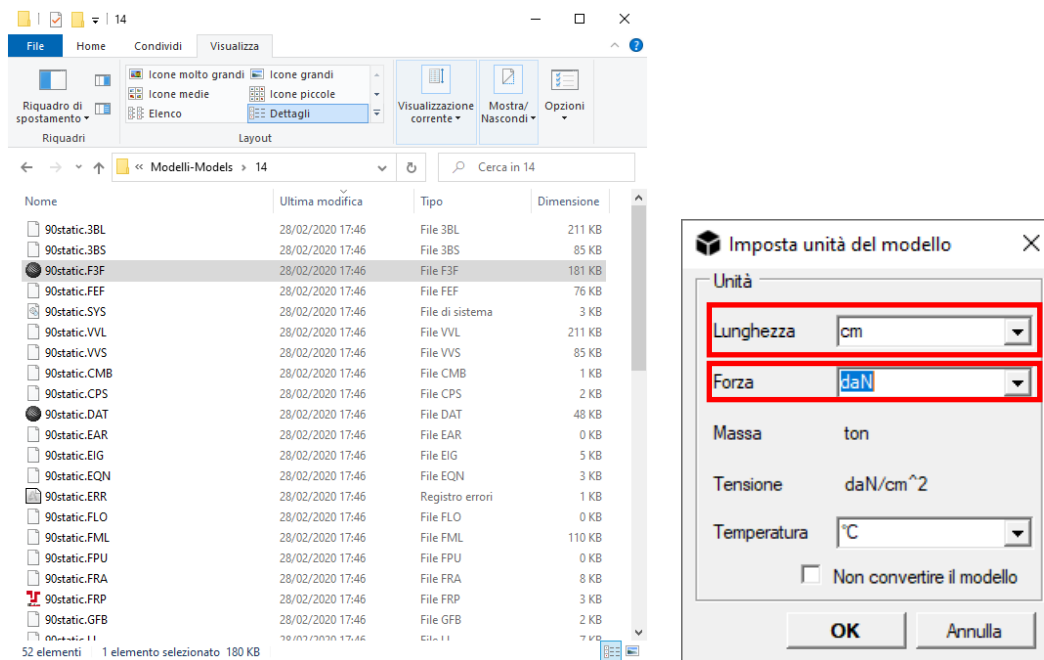 14
File Home Condividi Visualizza
Icone molto grandi Icone grandi
Icone medie Icone piccole
Elenco Dettagli
Riquadro di spostamento
Visualizzazione corrente
Mostra/ Nascondi
Opzioni
Riquadri Layout
« Modelli-Models › 14
Cerca in 14
Nome Ultima modifica Tipo Dimensione
90static.3BL 28/02/2020 17:46 File 3BL 211 KB
90static.3BS 28/02/2020 17:46 File 3BS 85 KB
90static.F3F 28/02/2020 17:46 File F3F 181 KB
90static.FEF 28/02/2020 17:46 File FEF 76 KB
90static.SYS 28/02/2020 17:46 File di sistema 3 KB
90static.VVL 28/02/2020 17:46 File VVL 211 KB
90static.VVS 28/02/2020 17:46 File VVS 85 KB
90static.CMB 28/02/2020 17:46 File CMB 1 KB
90static.CPS 28/02/2020 17:46 File CPS 2 KB
90static.DAT 28/02/2020 17:46 File DAT 48 KB
90static.EAR 28/02/2020 17:46 File EAR 0 KB
90static.EIG 28/02/2020 17:46 File EIG 5 KB
90static.EQN 28/02/2020 17:46 File EQN 3 KB
90static.ERR 28/02/2020 17:46 Registro errori 1 KB
90static.FLO 28/02/2020 17:46 File FLO 0 KB
90static.FML 28/02/2020 17:46 File FML 110 KB
90static.FPU 28/02/2020 17:46 File FPU 0 KB
90static.FRA 28/02/2020 17:46 File FRA 8 KB
90static.FRP 28/02/2020 17:46 File FRP 3 KB
90static.GFB 28/02/2020 17:46 File GFB 2 KB
52 elementi 1 elemento selezionato 180 KB
Imposta unità del modello
Unità
Lunghezza cm
Forza daN
Massa ton
Tensione daN/cm^2
Temperatura °C
Non convertire il modello
OK Annulla